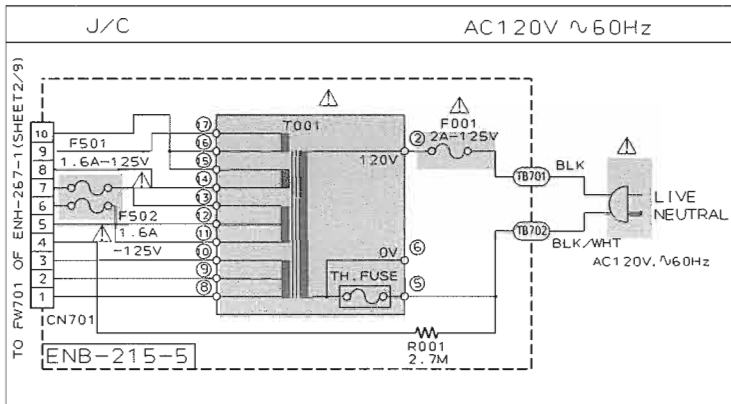 J/C
AC120V ∿60Hz
TO FW701 OF ENH-267-1 (SHEET2/9)
10
9
8
7
6
5
4
3
2
1
CN701
F501
1.6A-125V
F502
1.6A
-125V
⑰
⑯
⑮
⑭
⑬
⑫
⑪
⑩
⑨
⑧
T001
120V
0V
TH.FUSE
②
⑥
⑤
F001
2A-125V
TB701
BLK
TB702
BLK/WHT
LIVE
NEUTRAL
AC120V.∿60Hz
R001
2.7M
ENB-215-5